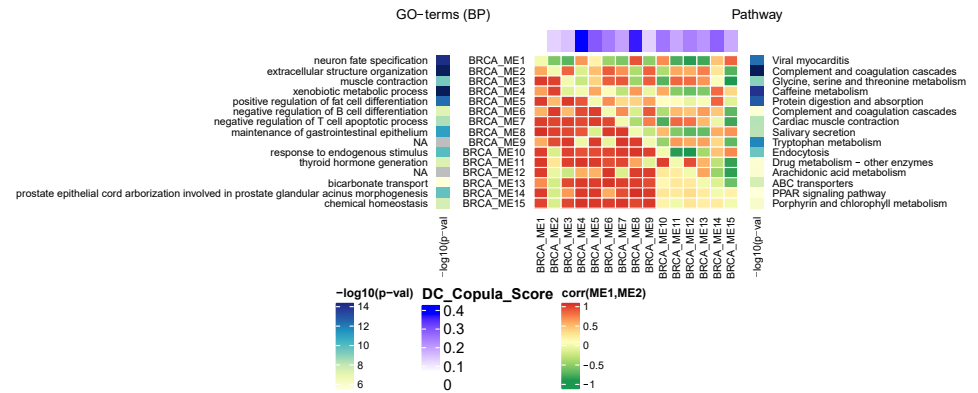 GO-terms (BP)
Pathway
neuron fate specification BRCA_ME1 Viral myocarditis
extracellular structure organization BRCA_ME2 Complement and coagulation cascades
muscle contraction BRCA_ME3 Glycine, serine and threonine metabolism
xenobiotic metabolic process BRCA_ME4 Caffeine metabolism
positive regulation of fat cell differentiation BRCA_ME5 Protein digestion and absorption
negative regulation of B cell differentiation BRCA_ME6 Complement and coagulation cascades
negative regulation of T cell apoptotic process BRCA_ME7 Cardiac muscle contraction
maintenance of gastrointestinal epithelium BRCA_ME8 Salivary secretion
NA BRCA_ME9 Tryptophan metabolism
response to endogenous stimulus BRCA_ME10 Endocytosis
thyroid hormone generation BRCA_ME11 Drug metabolism − other enzymes
NA BRCA_ME12 Arachidonic acid metabolism
bicarbonate transport BRCA_ME13 ABC transporters
prostate epithelial cord arborization involved in prostate glandular acinus morphogenesis BRCA_ME14 PPAR signaling pathway
chemical homeostasis BRCA_ME15 Porphyrin and chlorophyll metabolism
−log10(p−val
BRCA_ME1
BRCA_ME2
BRCA_ME3
BRCA_ME4
BRCA_ME5
BRCA_ME6
BRCA_ME7
BRCA_ME8
BRCA_ME9
BRCA_ME10
BRCA_ME11
BRCA_ME12
BRCA_ME13
BRCA_ME14
BRCA_ME15
−log10(p−val
−log10(p−val)
14
12
10
8
6
DC_Copula_Score
0.4
0.3
0.2
0.1
0
corr(ME1,ME2)
1
0.5
0
−0.5
−1